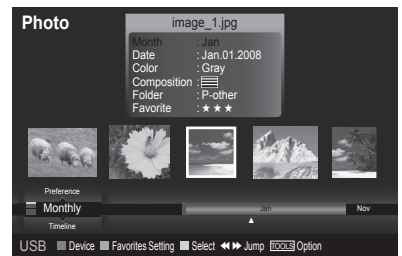 Photo
image_1.jpg
Month : Jan
Date : Jan.01.2008
Color : Gray
Composition :
Folder : P-other
Favorite : ★ ★ ★
Preference
Monthly
Jan
Nov
Timeline
▲
USB Device Favorites Setting Select ◄◄ ►► Jump TOOLS Option